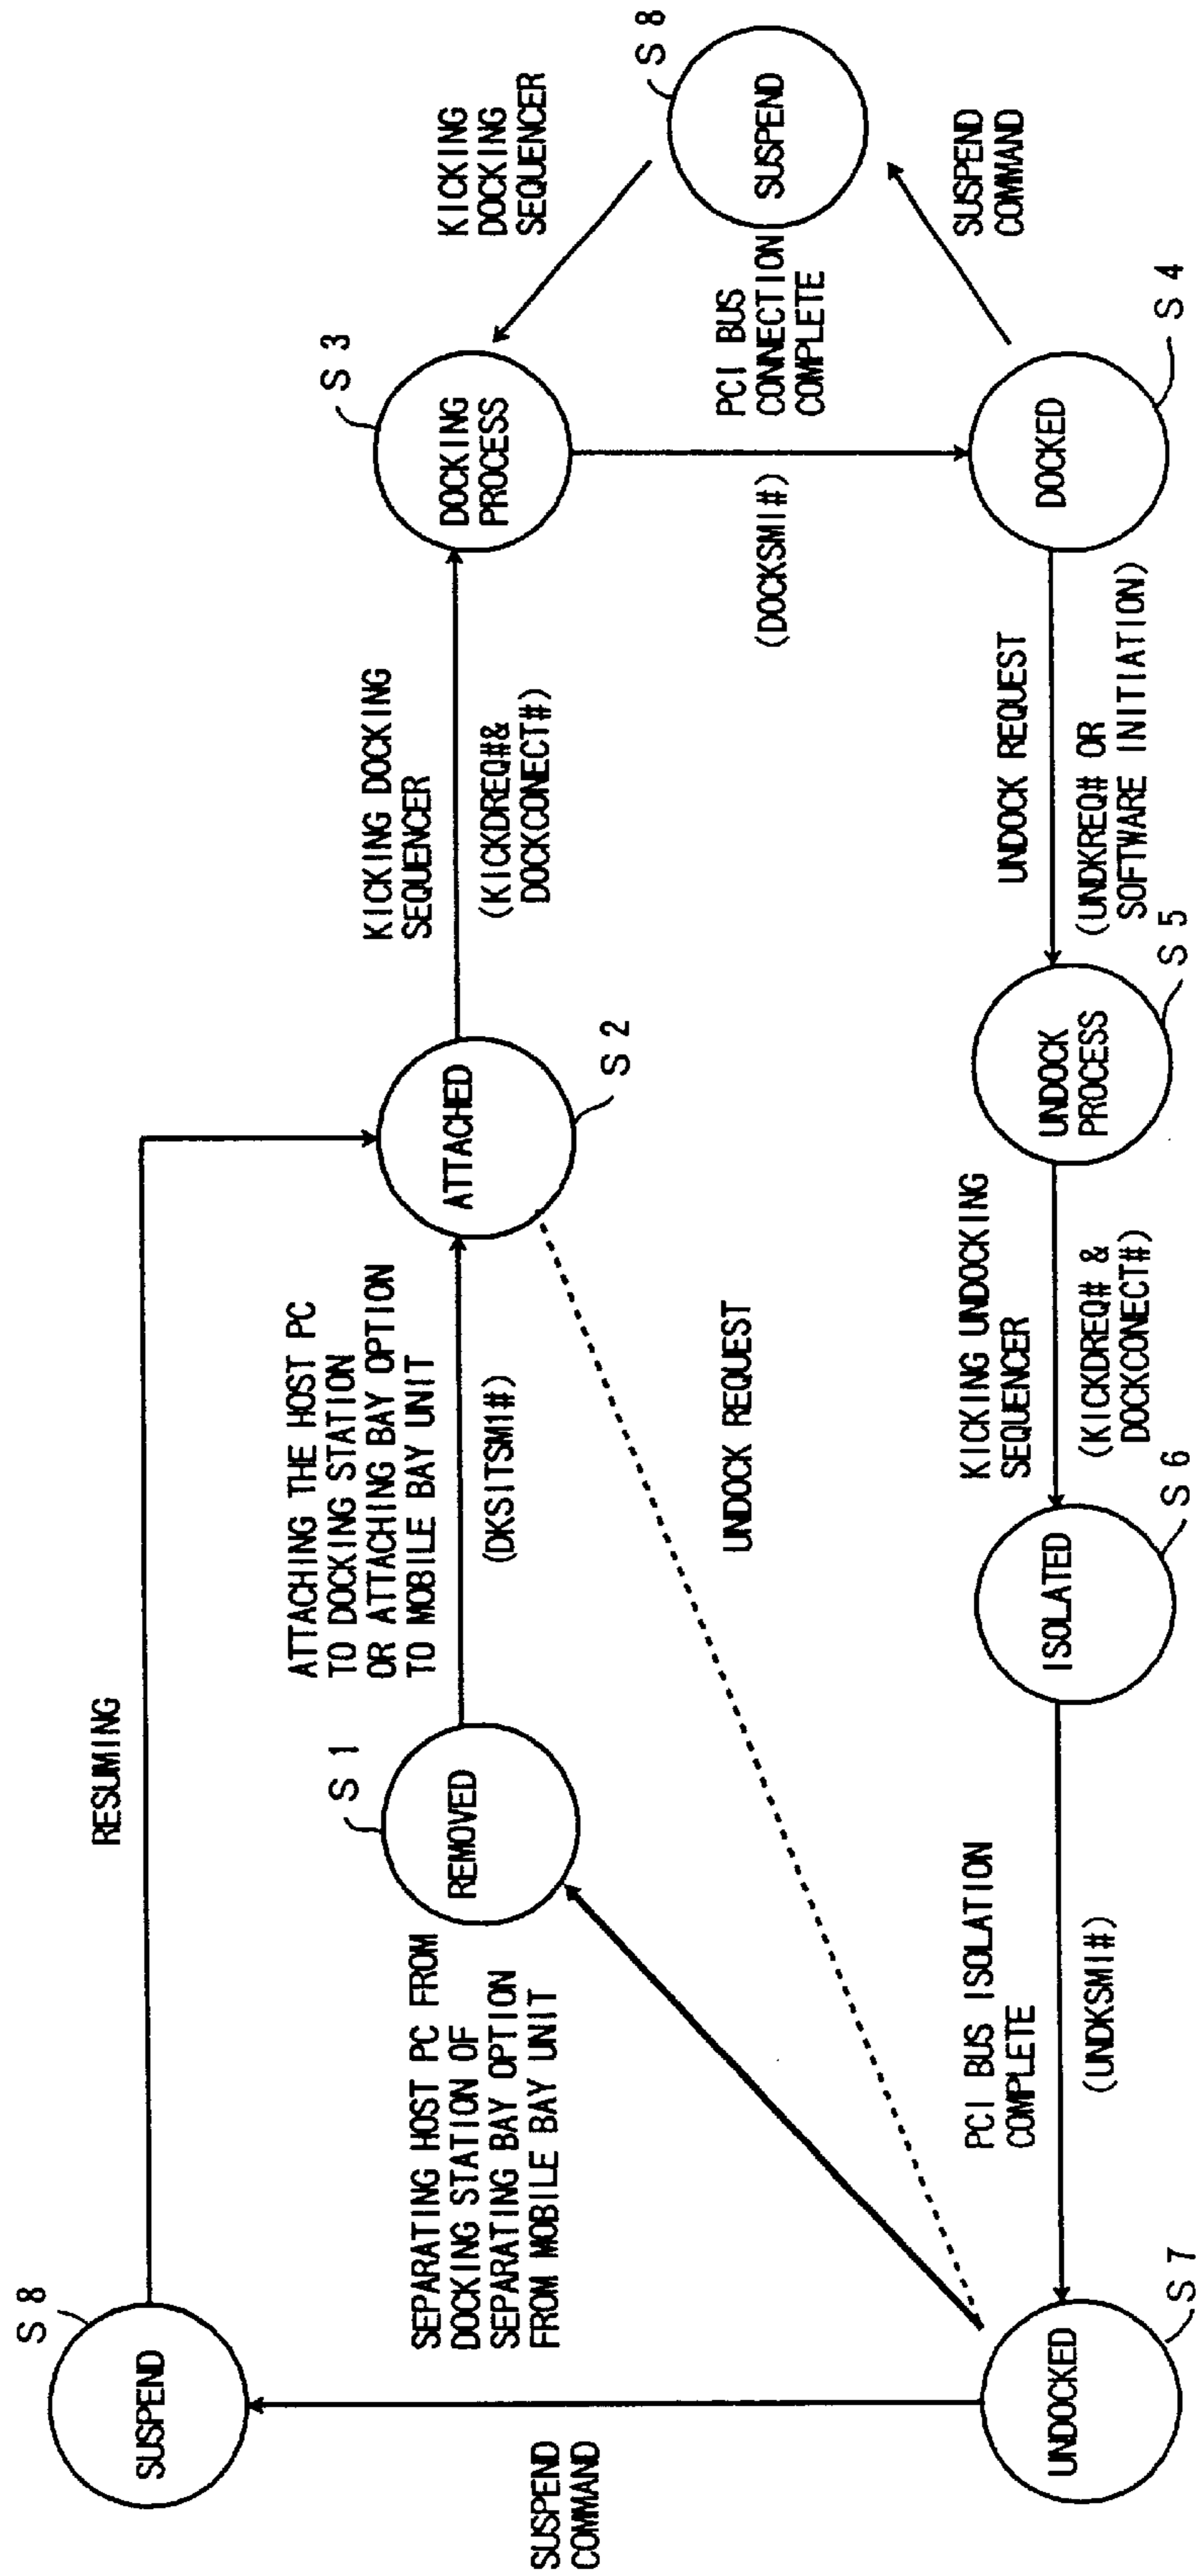 S 8
SUSPEND
RESUMING
SUSPEND
COMMAND
SEPARATING HOST PC FROM
DOCKING STATION OF
SEPARATING BAY OPTION
FROM MOBILE BAY UNIT
S 1
REMOVED
ATTACHING THE HOST PC
TO DOCKING STATION
OR ATTACHING BAY OPTION
TO MOBILE BAY UNIT
(DKSITSMI#)
ATTACHED
S 2
KICKING DOCKING
SEQUENCER
(KICKDREQ#&
DOCKCONECT#)
S 3
DOCKING
PROCESS
KICKING
DOCKING
SEQUENCER
S 8
SUSPEND
PCI BUS
CONNECTION
COMPLETE
(DOCKSMI#)
SUSPEND
COMMAND
UNDOCK REQUEST
UNDOCKED
S 7
PCI BUS ISOLATION
COMPLETE
(UNDKSMI#)
ISOLATED
S 6
KICKING UNDOCKING
SEQUENCER
(KICKDREQ# &
DOCKCONECT#)
UNDOCK
PROCESS
S 5
UNDOCK REQUEST
(UNDKREQ# OR
SOFTWARE INITIATION)
DOCKED
S 4